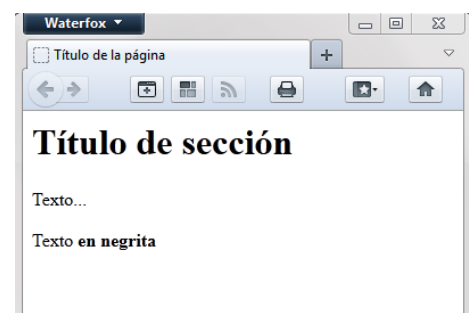 Waterfox
Título de la página
Título de sección
Texto...
Texto en negrita